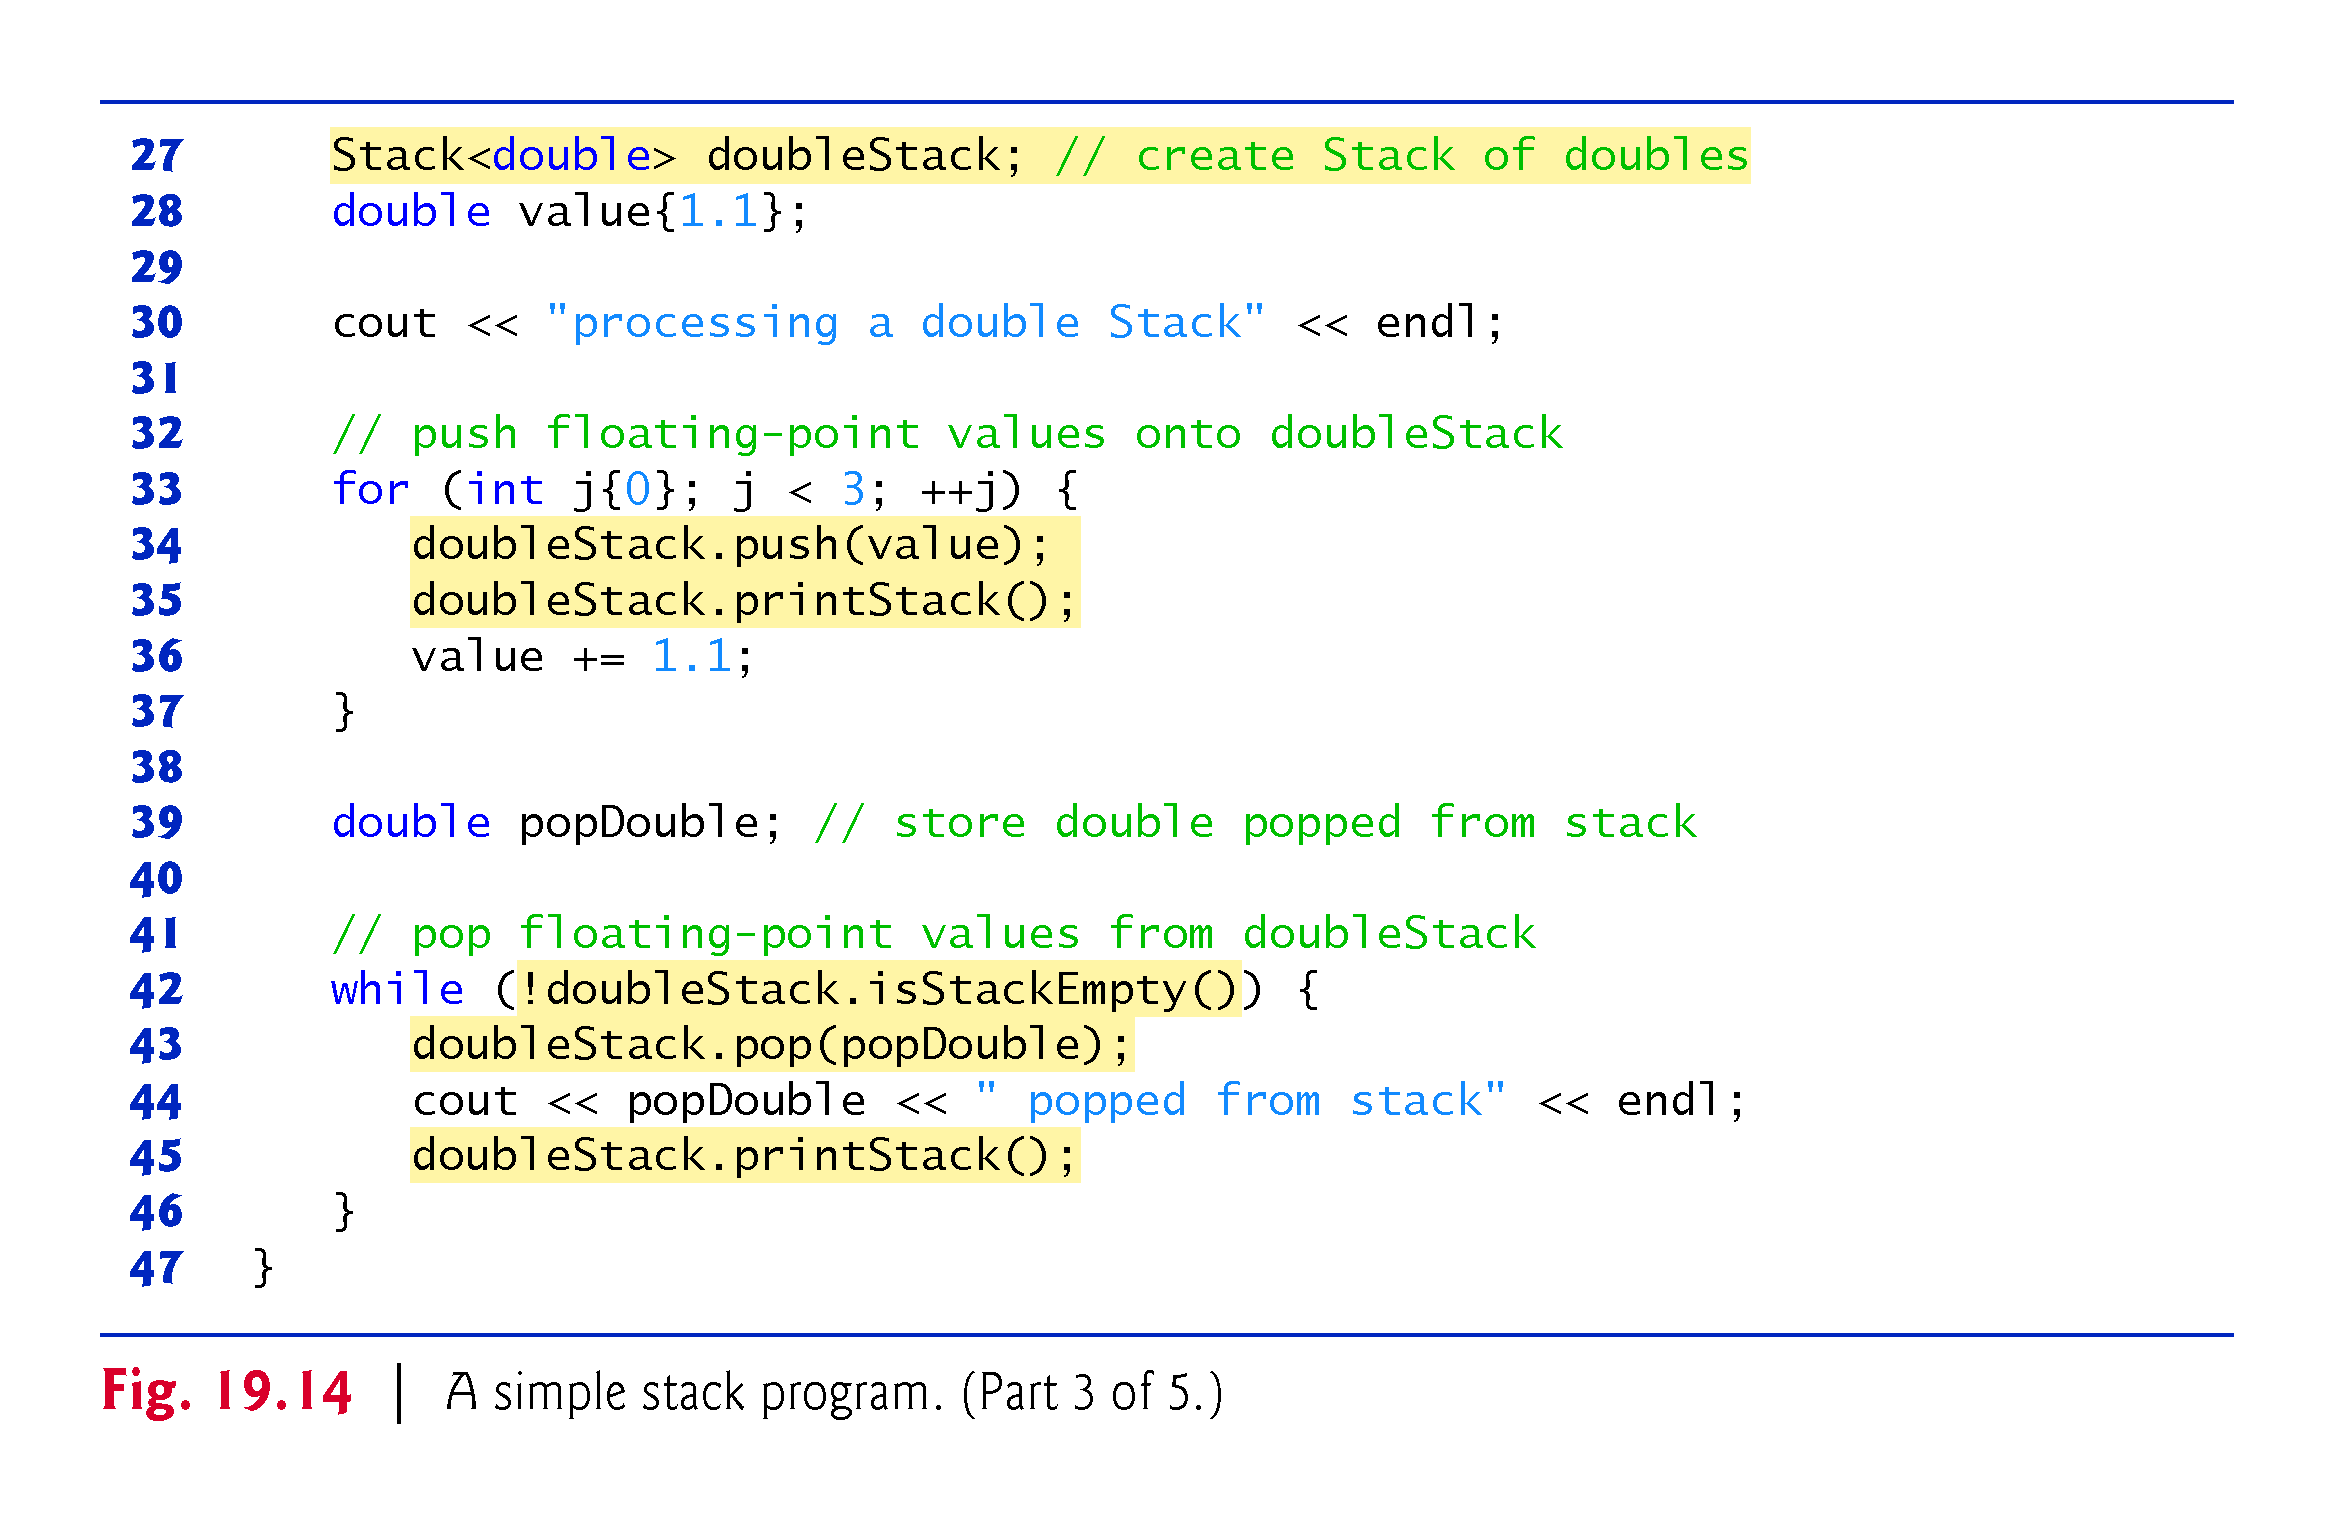 27 Stack<double> doubleStack; // create Stack of doubles
28 double value{1.1};
29
30 cout << "processing a double Stack" << endl;
31
32 // push floating-point values onto doubleStack
33 for (int j{0}; j < 3; ++j) {
34 doubleStack.push(value);
35 doubleStack.printStack();
36 value += 1.1;
37 }
38
39 double popDouble; // store double popped from stack
40
41 // pop floating-point values from doubleStack
42 while (!doubleStack.isStackEmpty()) {
43 doubleStack.pop(popDouble);
44 cout << popDouble << " popped from stack" << endl;
45 doubleStack.printStack();
46 }
47 }
Fig. 19.14 | A simple stack program. (Part 3 of 5.)